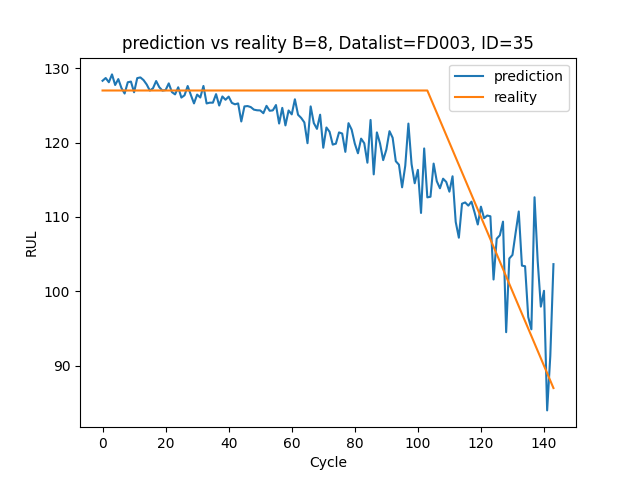 prediction vs reality B=8, Datalist=FD003, ID=35
prediction
reality
RUL
130
120
110
100
90
0 20 40 60 80 100 120 140
Cycle